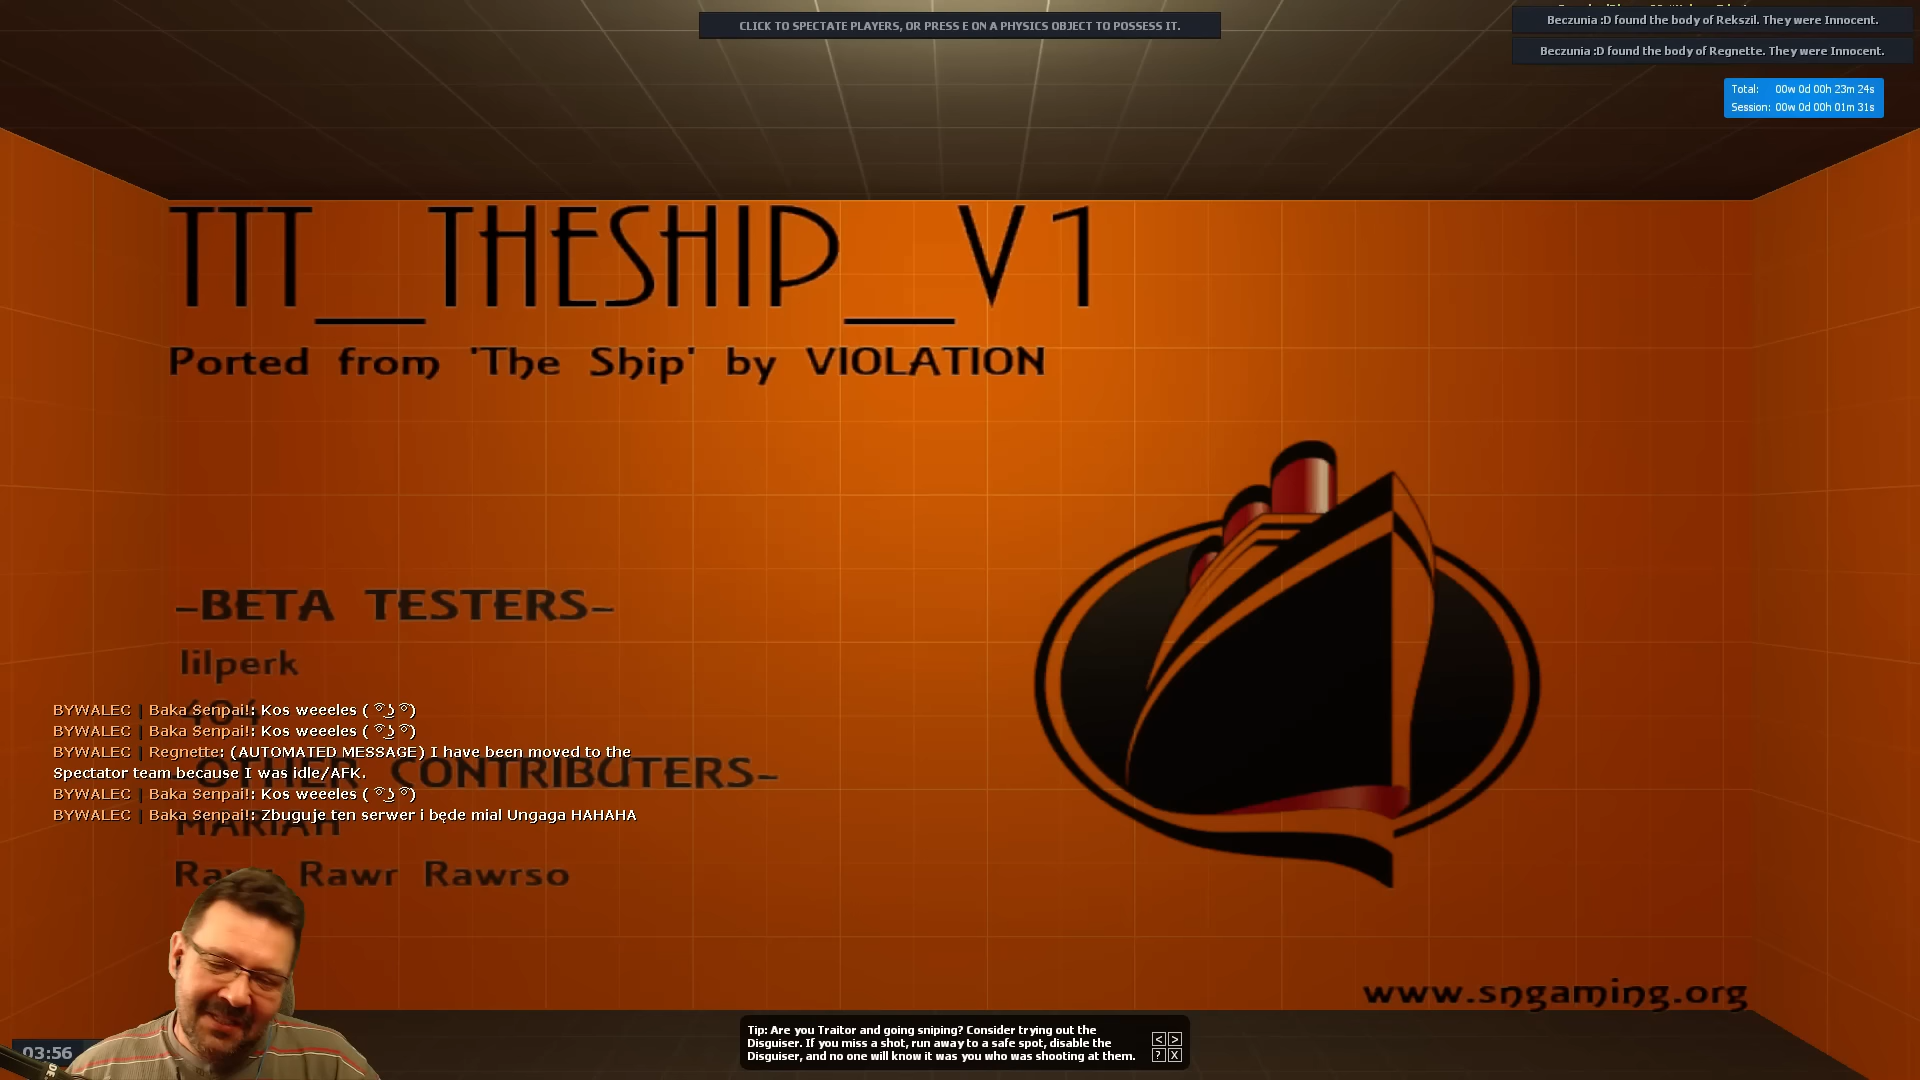 CLICK TO SPECTATE PLAYERS, OR PRESS E ON A PHYSICS OBJECT TO POSSESS IT.
Beczunia :D found the body of Rekszil. They were Innocent.
Beczunia :D found the body of Regnette. They were Innocent.
Total: 00w 0d 00h 23m 24s
Session: 00w 0d 00h 01m 31s
TTT_THESHIP_V1
Ported from 'The Ship' by VIOLATION
-BETA TESTERS-
lilperk
404
BYWALEC | Baka Senpai!: Kos weeeles ( ͡° ͜ʖ ͡°)
BYWALEC | Baka Senpai!: Kos weeeles ( ͡° ͜ʖ ͡°)
BYWALEC | Regnette: (AUTOMATED MESSAGE) I have been moved to the
Spectator team because I was idle/AFK.
-OTHER CONTRIBUTERS-
BYWALEC | Baka Senpai!: Kos weeeles ( ͡° ͜ʖ ͡°)
BYWALEC | Baka Senpai!: Zbuguje ten serwer i będe mial Ungaga HAHAHA
MARIAH
Rawr Rawr Rawrso
www.sngaming.org
Tip: Are you Traitor and going sniping? Consider trying out the
Disguiser. If you miss a shot, run away to a safe spot, disable the
Disguiser, and no one will know it was you who was shooting at them.
< >
? X
03:56